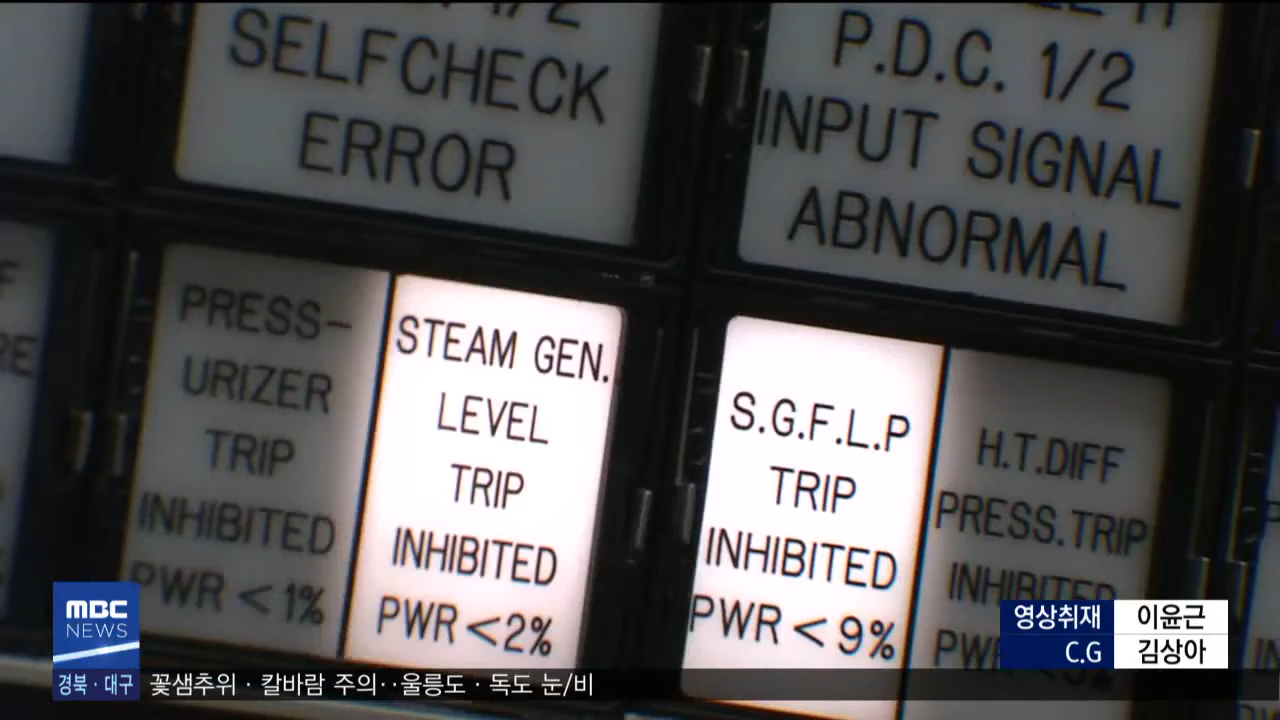 SELFCHECK
ERROR
P.D.C. 1/2
INPUT SIGNAL
ABNORMAL
PRESS-
URIZER
TRIP
INHIBITED
PWR < 1%
STEAM GEN.
LEVEL
TRIP
INHIBITED
PWR < 2%
S.G.F.L.P
TRIP
INHIBITED
PWR < 9%
H.T.DIFF
PRESS.TRIP
INHIBITED
MBC
NEWS
영상취재 이윤근
C.G 김상아
경북·대구 꽃샘추위·칼바람 주의··울릉도·독도 눈/비